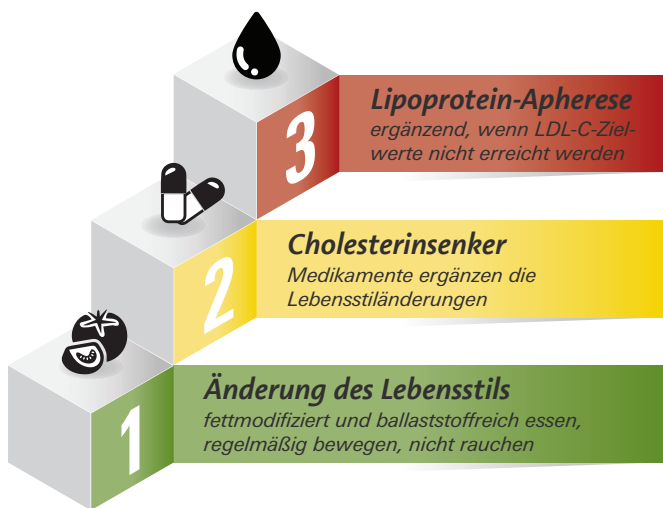 3
Lipoprotein-Apherese
ergänzend, wenn LDL-C-Ziel-
werte nicht erreicht werden
2
Cholesterinsenker
Medikamente ergänzen die
Lebensstiländerungen
1
Änderung des Lebensstils
fettmodifiziert und ballaststoffreich essen,
regelmäßig bewegen, nicht rauchen